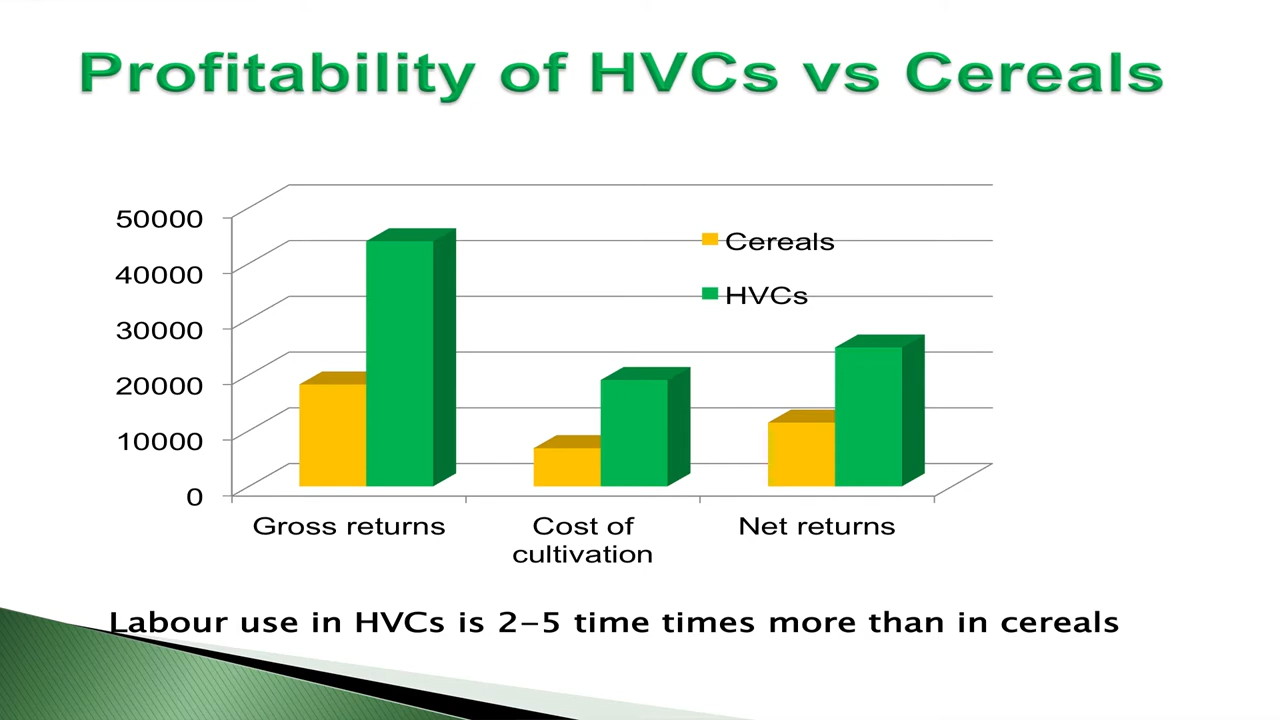 Profitability of HVCs vs Cereals
50000
40000
30000
20000
10000
0
Cereals
HVCs
Gross returns
Cost of
cultivation
Net returns
Labour use in HVCs is 2–5 time times more than in cereals